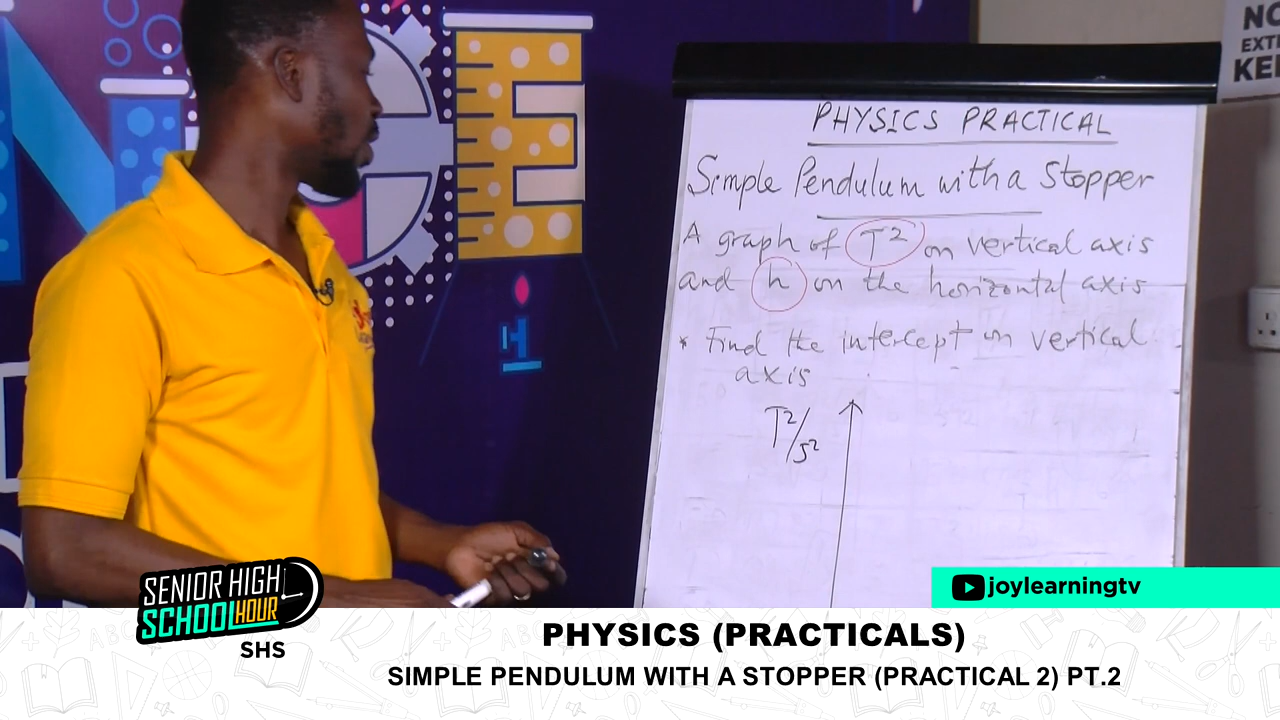 NO
EXT
KE
CE
PHYSICS PRACTICAL
Simple Pendulum with a Stopper
A graph of T² on vertical axis
and h on the horizontal axis
* Find the intercept on vertical
axis
T²/s²
joylearningtv
SENIOR HIGH
SCHOOL HOUR
SHS
PHYSICS (PRACTICALS)
SIMPLE PENDULUM WITH A STOPPER (PRACTICAL 2) PT.2